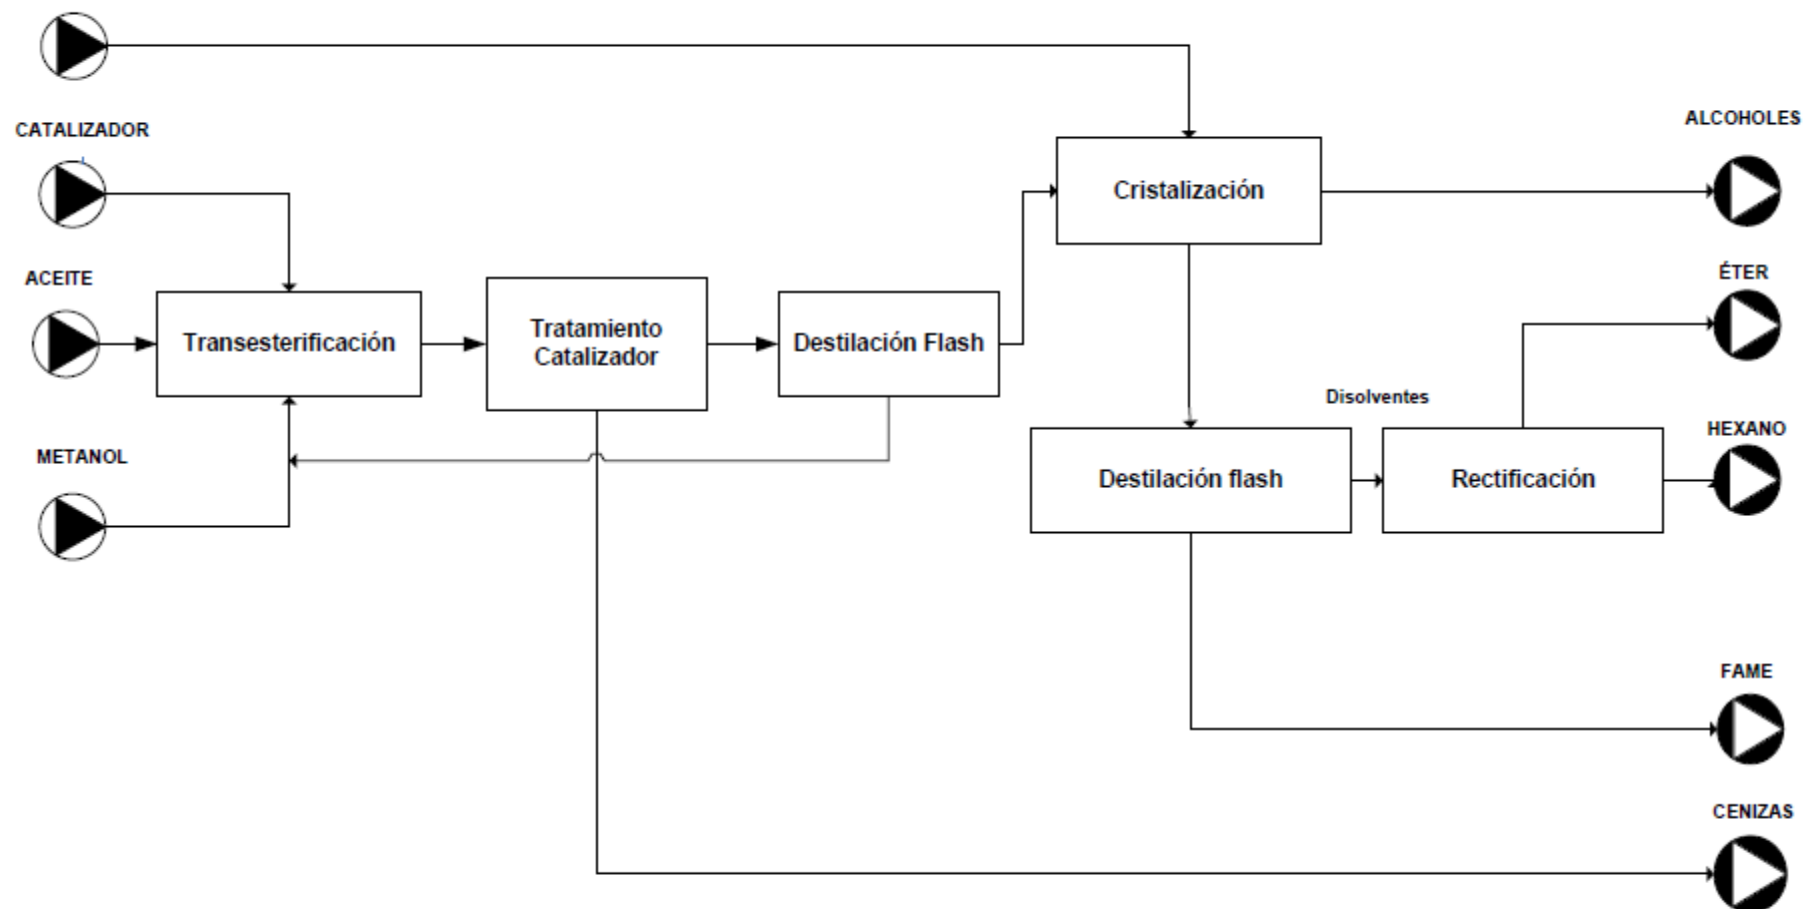 CATALIZADOR
ALCOHOLES
Cristalización
ACEITE
ÉTER
Transesterificación
Tratamiento
Catalizador
Destilación Flash
Disolventes
METANOL
HEXANO
Destilación flash
Rectificación
FAME
CENIZAS